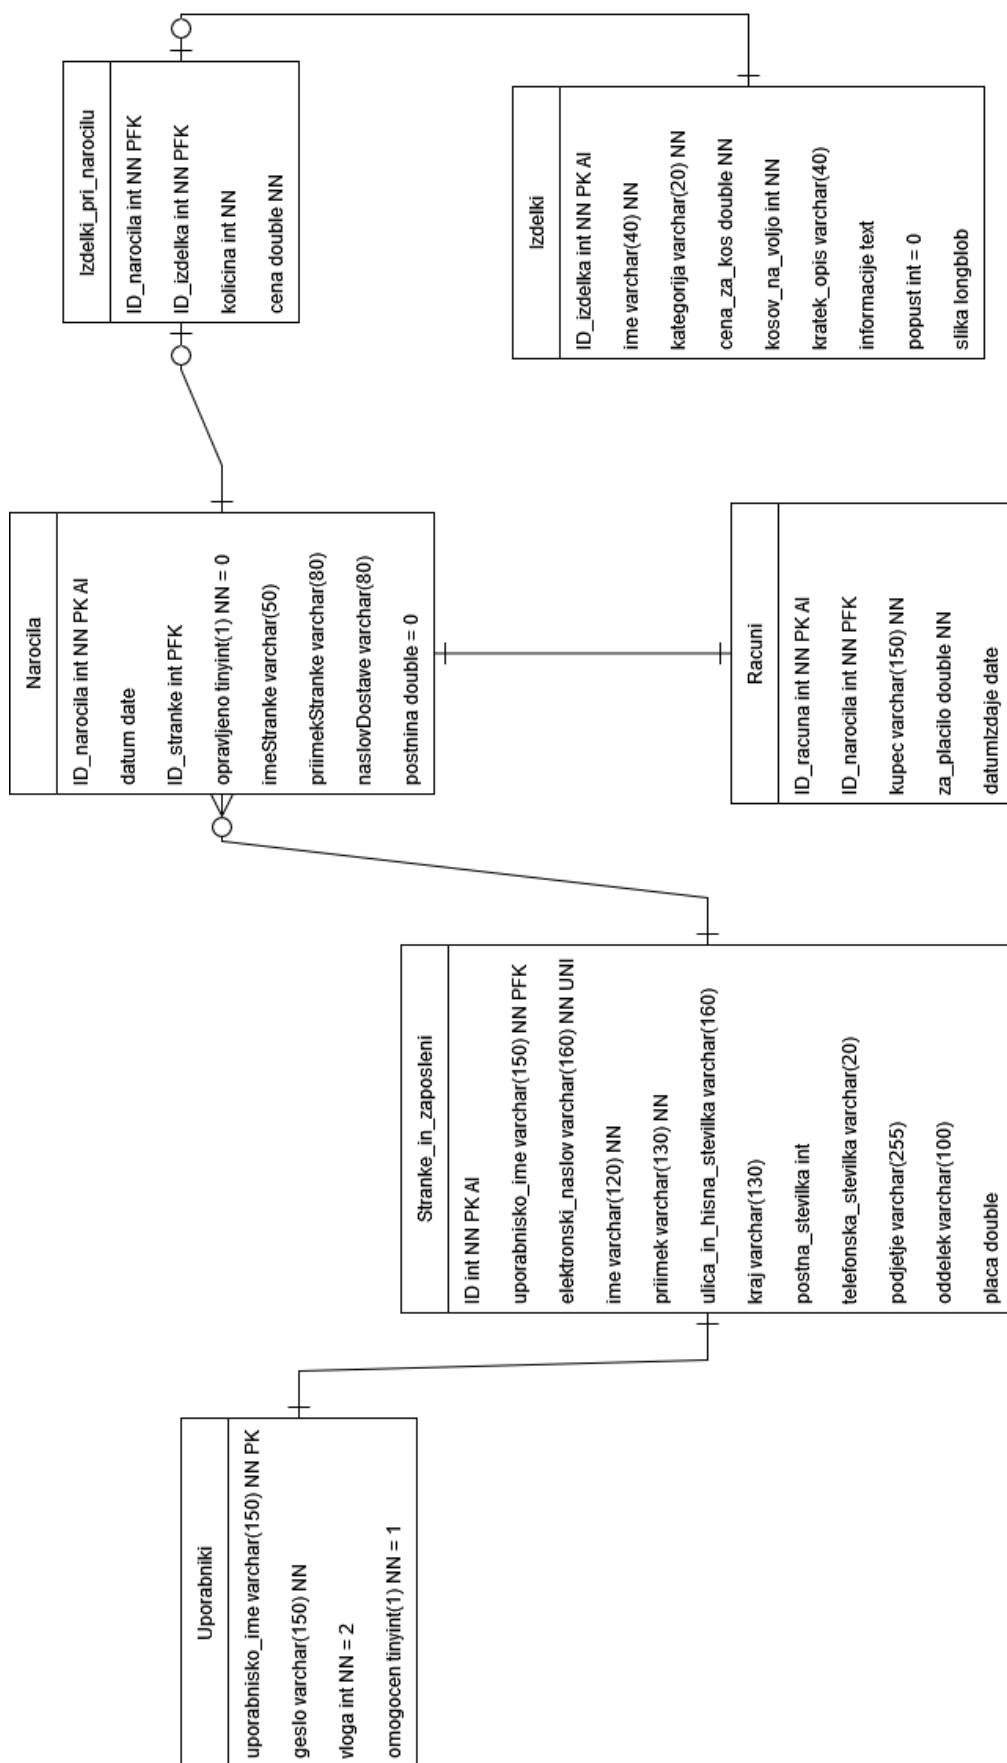 Uporabniki
uporabnisko_ime varchar(150) NN PK
geslo varchar(150) NN
vloga int NN = 2
omogocen tinyint(1) NN = 1
Stranke_in_zaposleni
ID int NN PK AI
uporabnisko_ime varchar(150) NN PFK
elektronski_naslov varchar(160) NN UNI
ime varchar(120) NN
priimek varchar(130) NN
ulica_in_hisna_stevilka varchar(160)
kraj varchar(130)
postna_stevilka int
telefonska_stevilka varchar(20)
podjetje varchar(255)
oddelek varchar(100)
placa double
Narocila
ID_narocila int NN PK AI
datum date
ID_stranke int PFK
opravljeno tinyint(1) NN = 0
imeStranke varchar(50)
priimekStranke varchar(80)
naslovDostave varchar(80)
postnina double = 0
Racuni
ID_racuna int NN PK AI
ID_narocila int NN PFK
kupec varchar(150) NN
za_placilo double NN
datumIzdaje date
Izdelki_pri_narocilu
ID_narocila int NN PFK
ID_izdelka int NN PFK
kolicina int NN
cena double NN
Izdelki
ID_izdelka int NN PK AI
ime varchar(40) NN
kategorija varchar(20) NN
cena_za_kos double NN
kosov_na_voljo int NN
kratek_opis varchar(40)
informacije text
popust int = 0
slika longblob